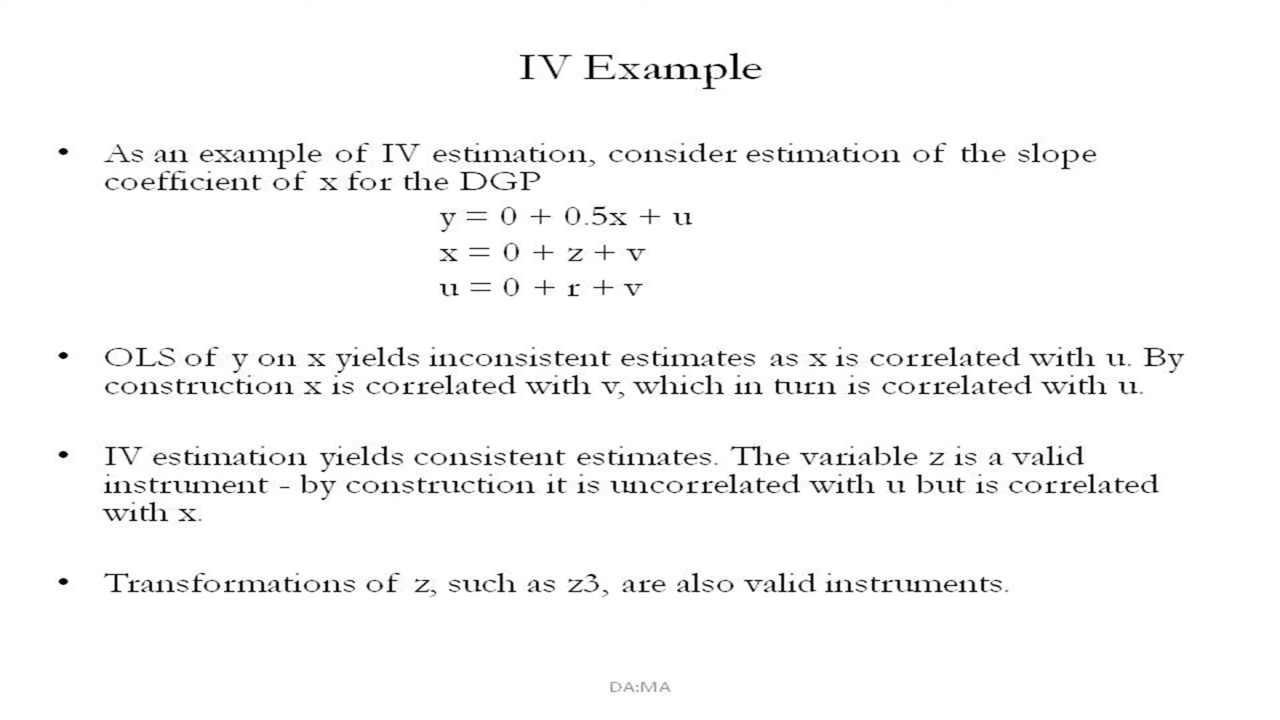 IV Example
• As an example of IV estimation, consider estimation of the slope
coefficient of x for the DGP
y = 0 + 0.5x + u
x = 0 + z + v
u = 0 + r + v
• OLS of y on x yields inconsistent estimates as x is correlated with u. By
construction x is correlated with v, which in turn is correlated with u.
• IV estimation yields consistent estimates. The variable z is a valid
instrument - by construction it is uncorrelated with u but is correlated
with x.
• Transformations of z, such as z3, are also valid instruments.
DA:MA